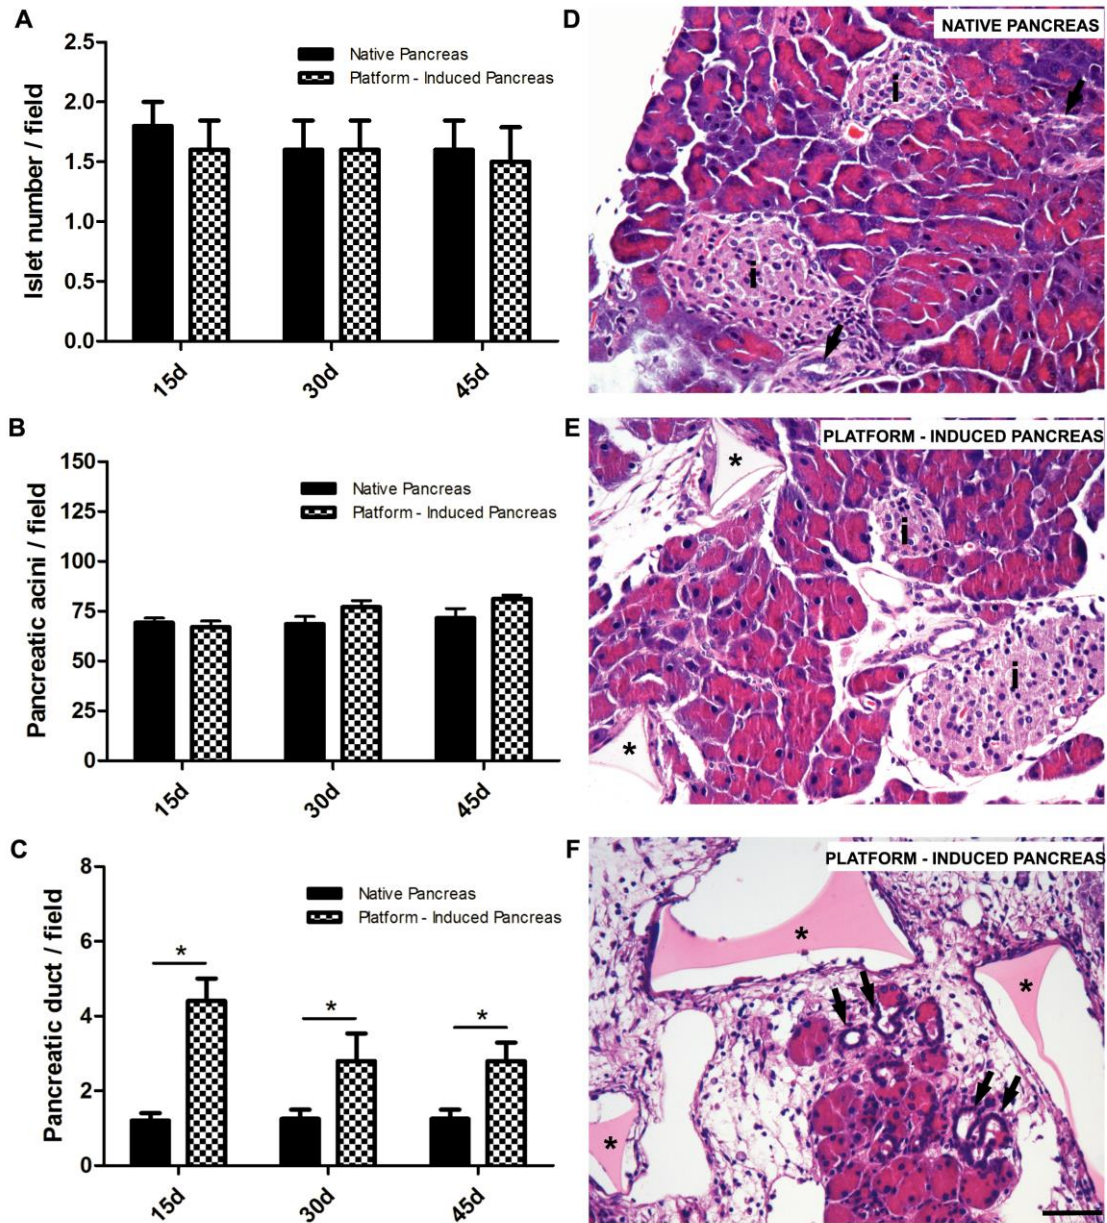 A
2.5
2.0
1.5
1.0
0.5
0.0
Islet number / field
Native Pancreas
Platform - Induced Pancreas
15d
30d
45d
B
150
125
100
75
50
25
0
Pancreatic acini / field
Native Pancreas
Platform - Induced Pancreas
15d
30d
45d
C
8
6
4
2
0
Pancreatic duct / field
Native Pancreas
Platform - Induced Pancreas
*
*
*
15d
30d
45d
D
NATIVE PANCREAS
i
i
E
PLATFORM - INDUCED PANCREAS
*
i
i
*
F
PLATFORM - INDUCED PANCREAS
*
*
*